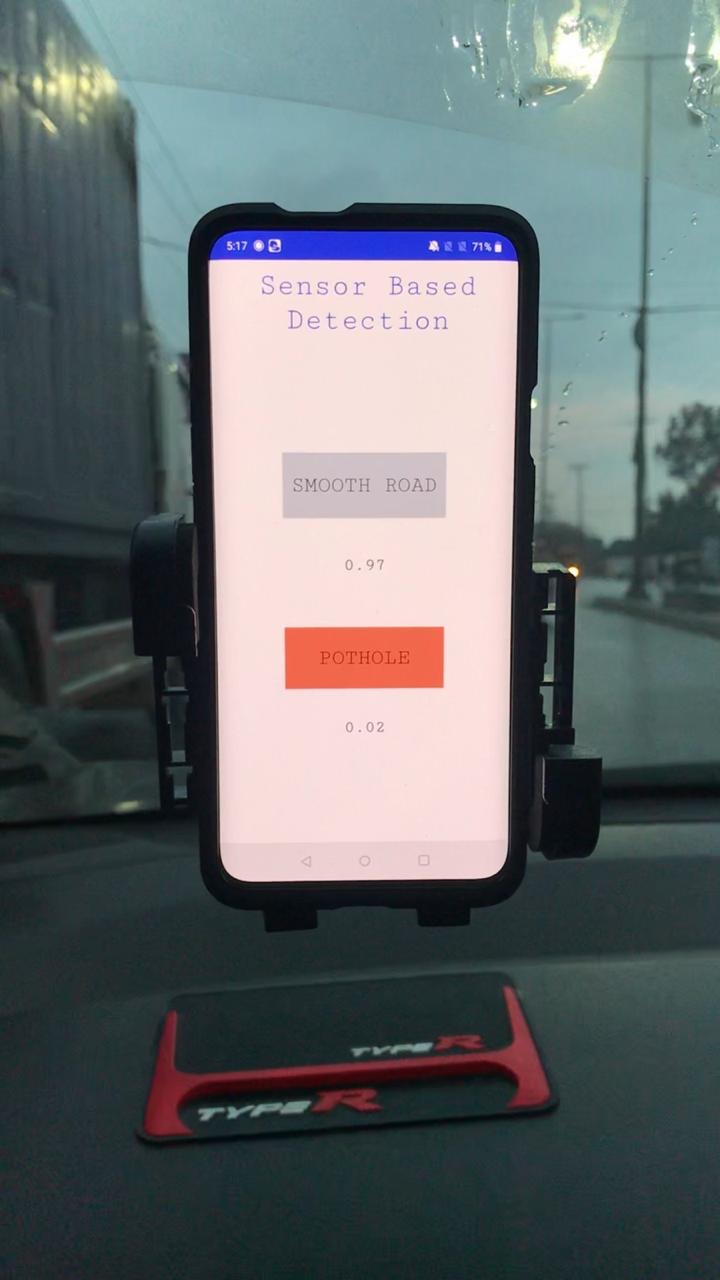 5:17 71%
Sensor Based
Detection
SMOOTH ROAD
0.97
POTHOLE
0.02
TYPE R
TYPE R